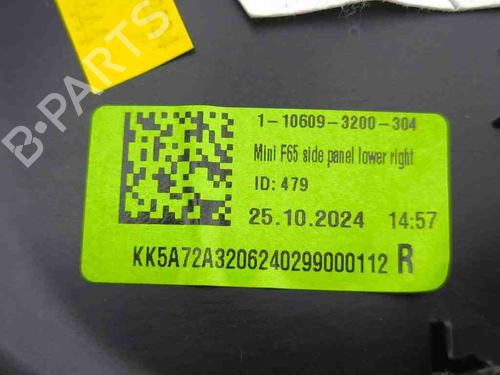 B-PARTS
1-10609-3200-304
Mini F65 side panel lower right
ID: 479
25.10.2024 14:57
KK5A72A3206240299000112 R